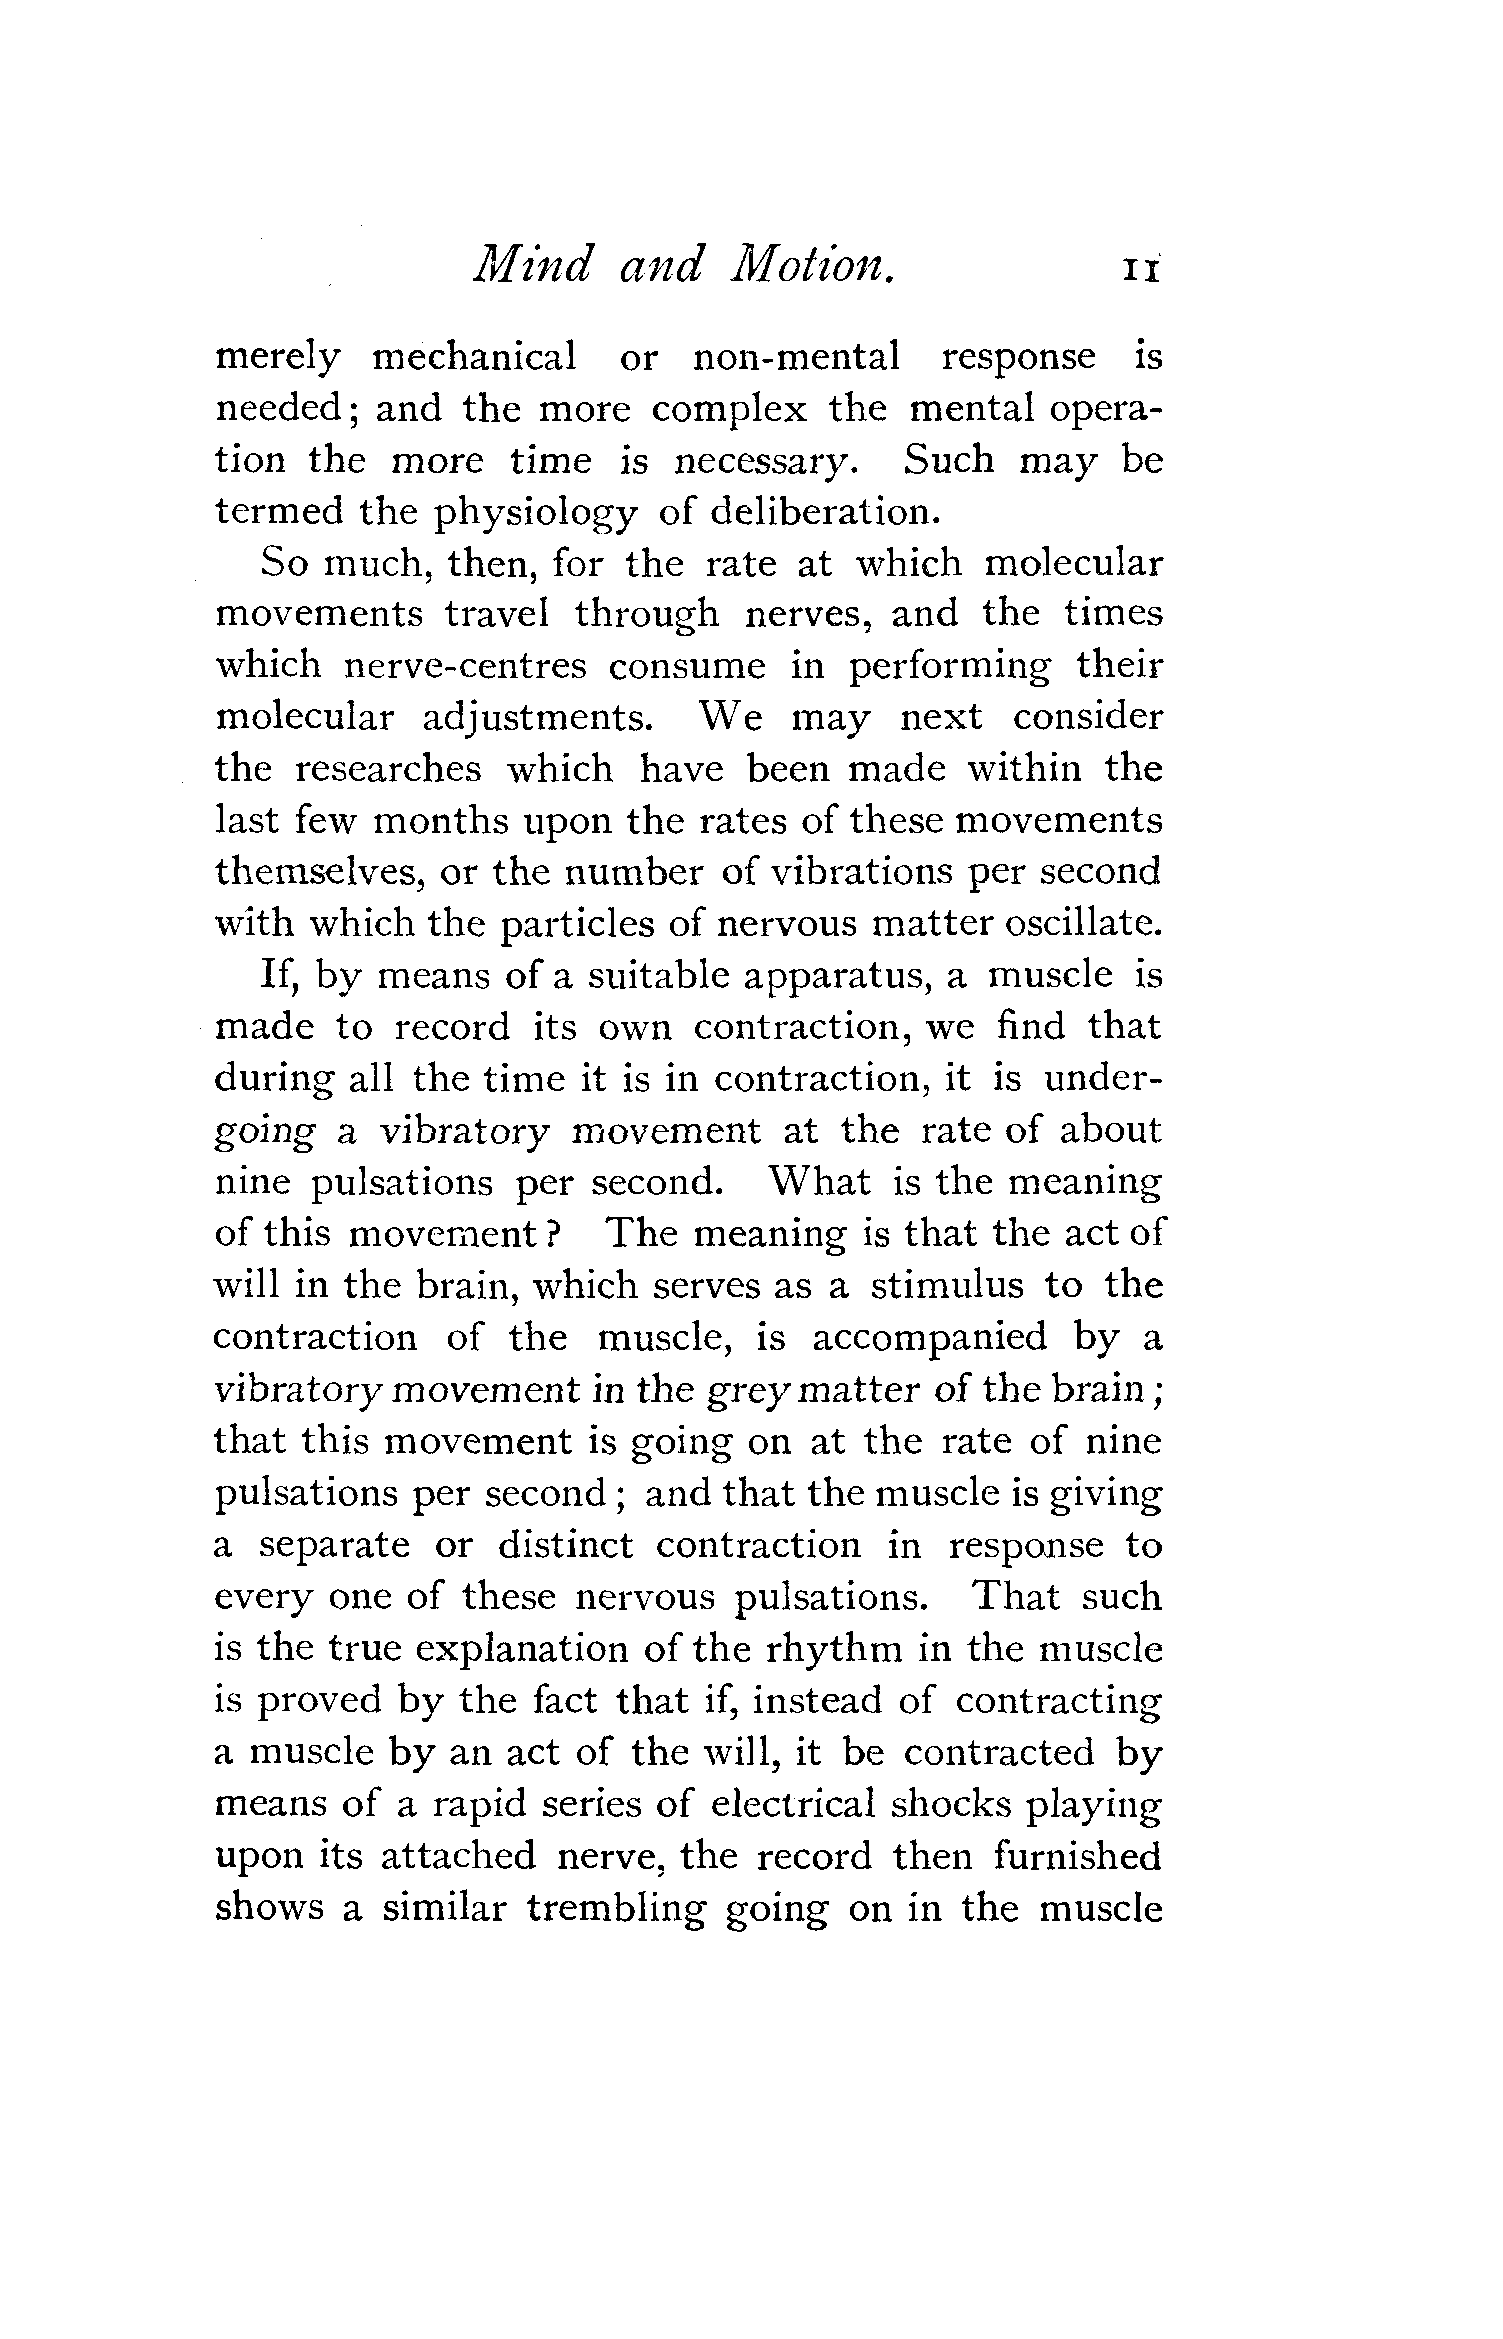 Mind and Motion. 11
merely mechanical or non-mental response is
needed; and the more complex the mental opera-
tion the more time is necessary. Such may be
termed the physiology of deliberation.
So much, then, for the rate at which molecular
movements travel through nerves, and the times
which nerve-centres consume in performing their
molecular adjustments. We may next consider
the researches which have been made within the
last few months upon the rates of these movements
themselves, or the number of vibrations per second
with which the particles of nervous matter oscillate.
If, by means of a suitable apparatus, a muscle is
made to record its own contraction, we find that
during all the time it is in contraction, it is under-
going a vibratory movement at the rate of about
nine pulsations per second. What is the meaning
of this movement? The meaning is that the act of
will in the brain, which serves as a stimulus to the
contraction of the muscle, is accompanied by a
vibratory movement in the grey matter of the brain;
that this movement is going on at the rate of nine
pulsations per second; and that the muscle is giving
a separate or distinct contraction in response to
every one of these nervous pulsations. That such
is the true explanation of the rhythm in the muscle
is proved by the fact that if, instead of contracting
a muscle by an act of the will, it be contracted by
means of a rapid series of electrical shocks playing
upon its attached nerve, the record then furnished
shows a similar trembling going on in the muscle